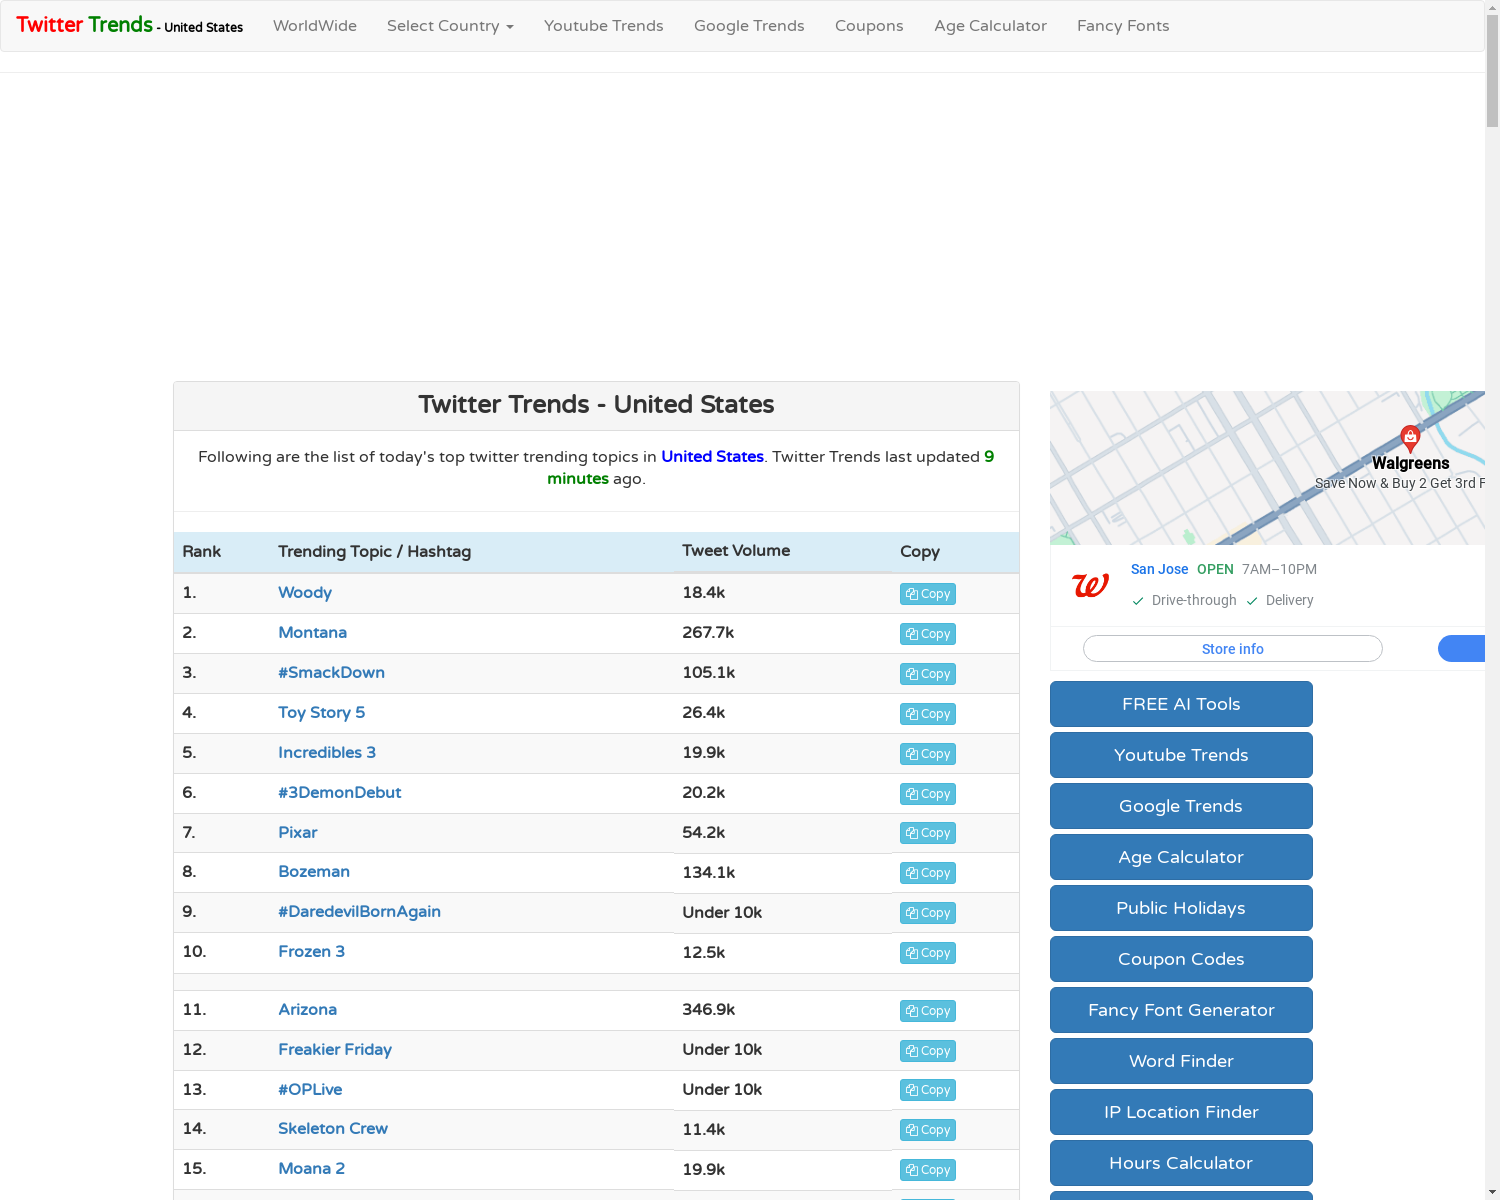 Twitter Trends - United States
WorldWide
Select Country
Youtube Trends
Google Trends
Coupons
Age Calculator
Fancy Fonts
Twitter Trends - United States
Following are the list of today's top twitter trending topics in United States. Twitter Trends last updated 9
minutes ago.
Rank Trending Topic / Hashtag Tweet Volume Copy
1. Woody 18.4k Copy
2. Montana 267.7k Copy
3. #SmackDown 105.1k Copy
4. Toy Story 5 26.4k Copy
5. Incredibles 3 19.9k Copy
6. #3DemonDebut 20.2k Copy
7. Pixar 54.2k Copy
8. Bozeman 134.1k Copy
9. #DaredevilBornAgain Under 10k Copy
10. Frozen 3 12.5k Copy
11. Arizona 346.9k Copy
12. Freakier Friday Under 10k Copy
13. #OPLive Under 10k Copy
14. Skeleton Crew 11.4k Copy
15. Moana 2 19.9k Copy
Walgreens
Save Now & Buy 2 Get 3rd F
San Jose OPEN 7AM–10PM
Drive-through Delivery
Store info
FREE AI Tools
Youtube Trends
Google Trends
Age Calculator
Public Holidays
Coupon Codes
Fancy Font Generator
Word Finder
IP Location Finder
Hours Calculator